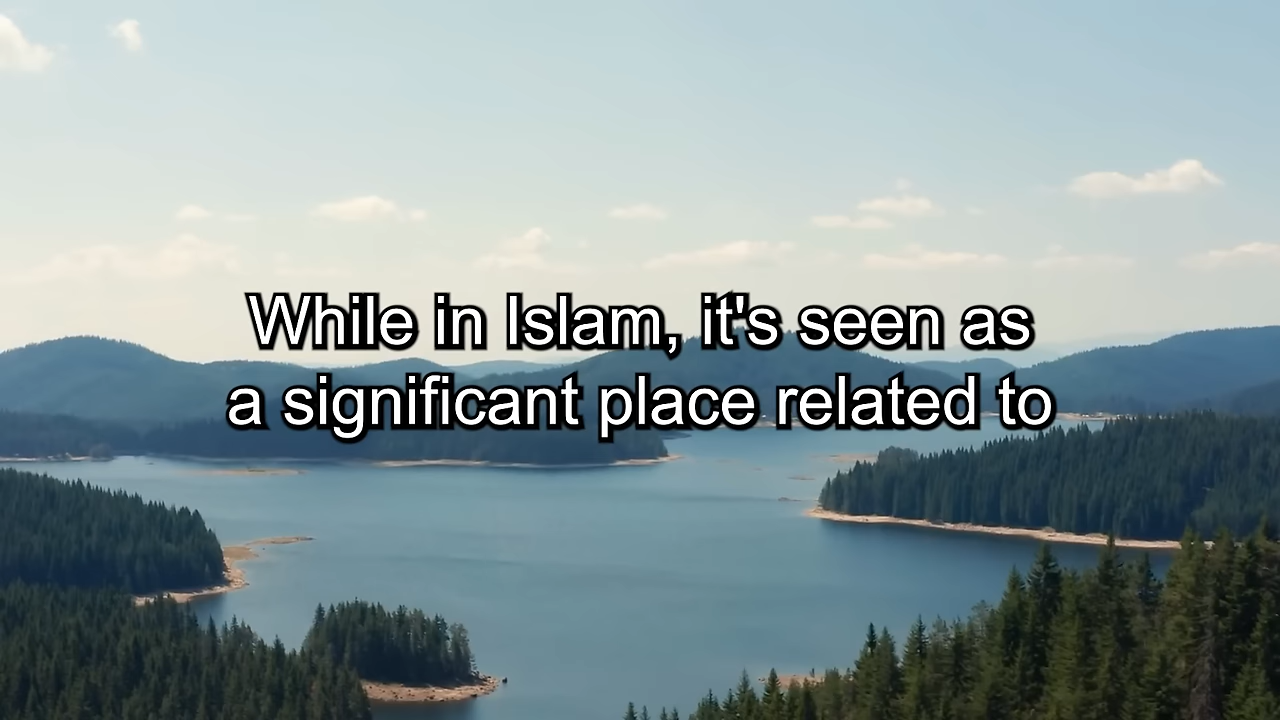 While in Islam, it's seen as
a significant place related to